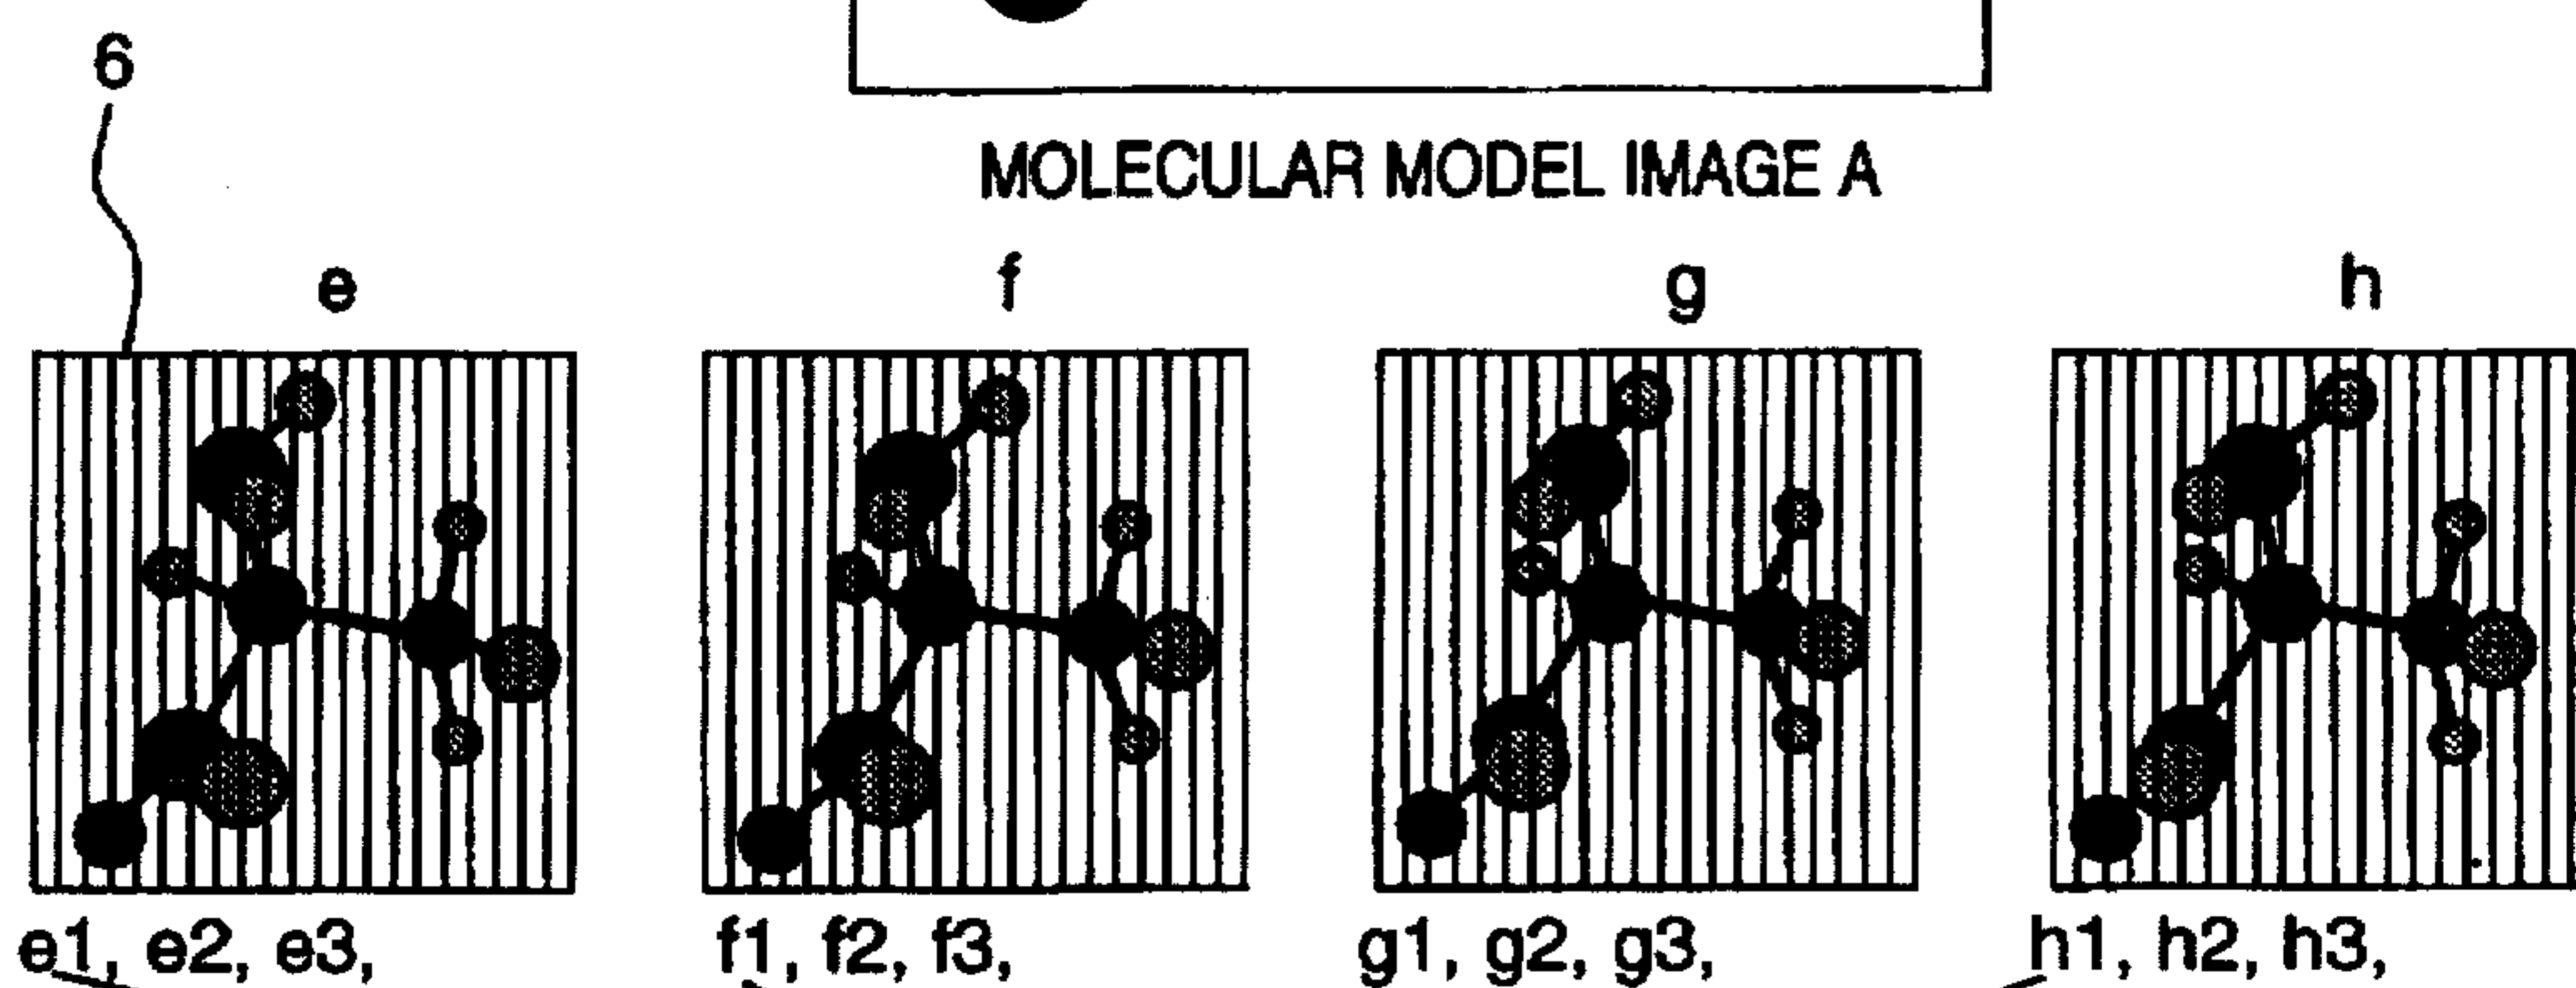 6
MOLECULAR MODEL IMAGE A
e f g h
e1, e2, e3, f1, f2, f3, g1, g2, g3, h1, h2, h3,